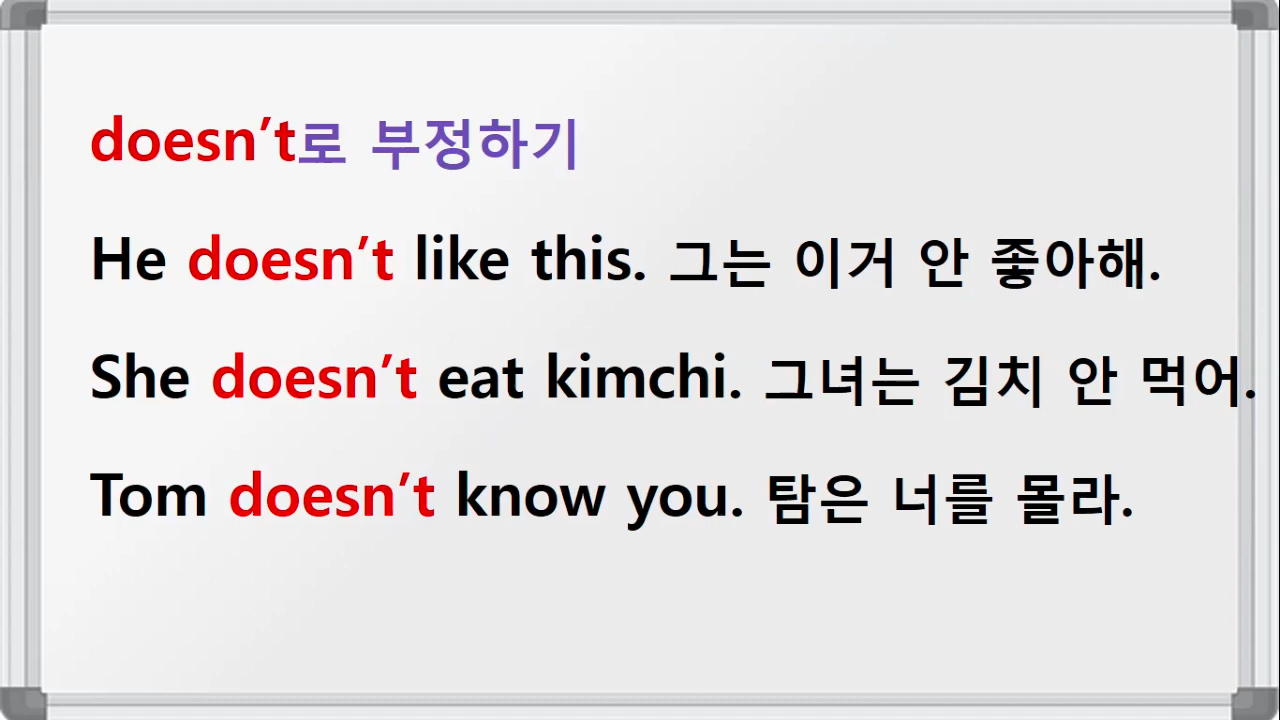 doesn’t로 부정하기
He doesn’t like this. 그는 이거 안 좋아해.
She doesn’t eat kimchi. 그녀는 김치 안 먹어.
Tom doesn’t know you. 탐은 너를 몰라.